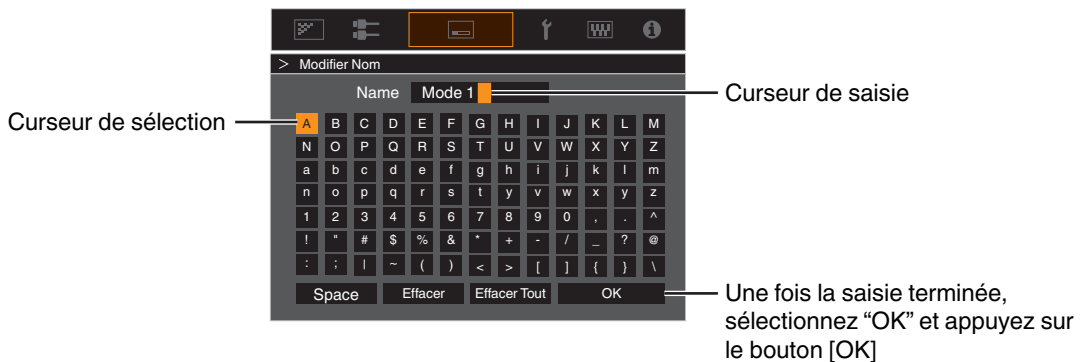 > Modifier Nom
Name Mode 1
Curseur de saisie
Curseur de sélection
A B C D E F G H I J K L M
N O P Q R S T U V W X Y Z
a b c d e f g h i j k l m
n o p q r s t y v w x y z
1 2 3 4 5 6 7 8 9 0 , . ^
! " # $ % & * + - / _ ? @
: ; | ~ ( ) < > [ ] { } \
Space Effacer Effacer Tout OK
Une fois la saisie terminée,
sélectionnez “OK” et appuyez sur
le bouton [OK]